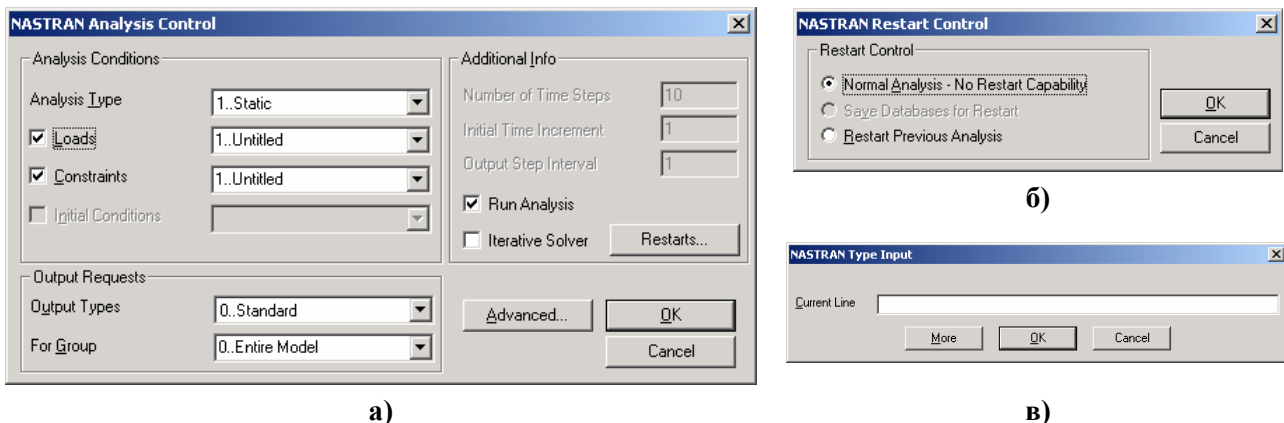 NASTRAN Analysis Control
Analysis Conditions
Analysis Type 1..Static
Loads 1..Untitled
Constraints 1..Untitled
Initial Conditions
Output Requests
Output Types 0..Standard
For Group 0..Entire Model
Additional Info
Number of Time Steps 10
Initial Time Increment 1
Output Step Interval 1
Run Analysis
Iterative Solver Restarts...
Advanced... OK
Cancel
а)
NASTRAN Restart Control
Restart Control
Normal Analysis - No Restart Capability
Save Databases for Restart
Restart Previous Analysis
OK
Cancel
б)
NASTRAN Type Input
Current Line
More OK Cancel
в)